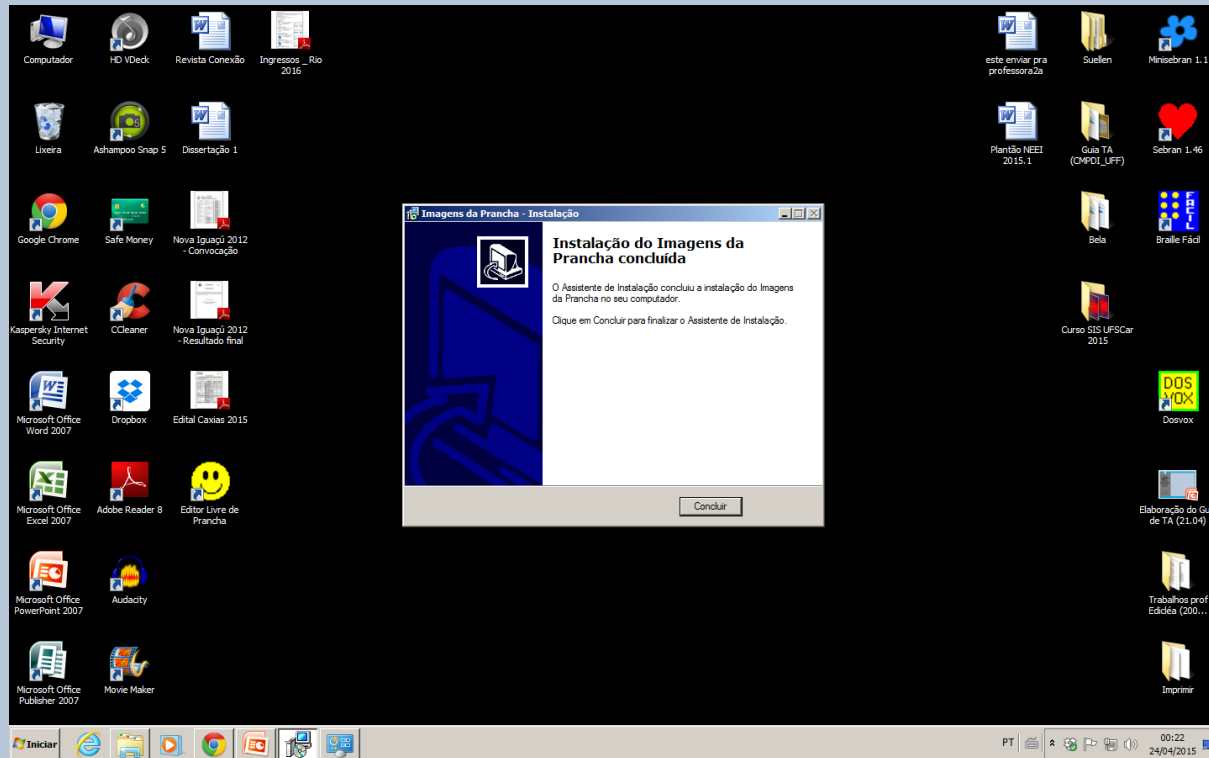 Computador
HD VDeck
Revista Conexão
Ingressos _ Rio
2016
este enviar pra
professora2a
Suellen
Minisebran 1.1
Lixeira
Ashampoo Snap 5
Dissertação 1
Plantão NEEI
2015.1
Guia TA
(CMPDI_UFF)
Sebran 1.46
Google Chrome
Safe Money
Nova Iguaçú 2012
- Convocação
Bela
FÁCIL
Braille Fácil
Imagens da Prancha - Instalação
Instalação do Imagens da
Prancha concluída
O Assistente de Instalação concluiu a instalação do Imagens
da Prancha no seu computador.
Clique em Concluir para finalizar o Assistente de Instalação.
Concluir
Kaspersky Internet
Security
CCleaner
Nova Iguaçú 2012
- Resultado final
Curso SIS UFSCar
2015
Microsoft Office
Word 2007
Dropbox
Edital Caxias 2015
DOS
VOX
Dosvox
Microsoft Office
Excel 2007
Adobe Reader 8
Editor Livre de
Prancha
Elaboração do Gu
de TA (21.04)
Microsoft Office
PowerPoint 2007
Audacity
Trabalhos prof
Edicléa (200...
Microsoft Office
Publisher 2007
Movie Maker
Imprimir
Iniciar
PT
00:22
24/04/2015